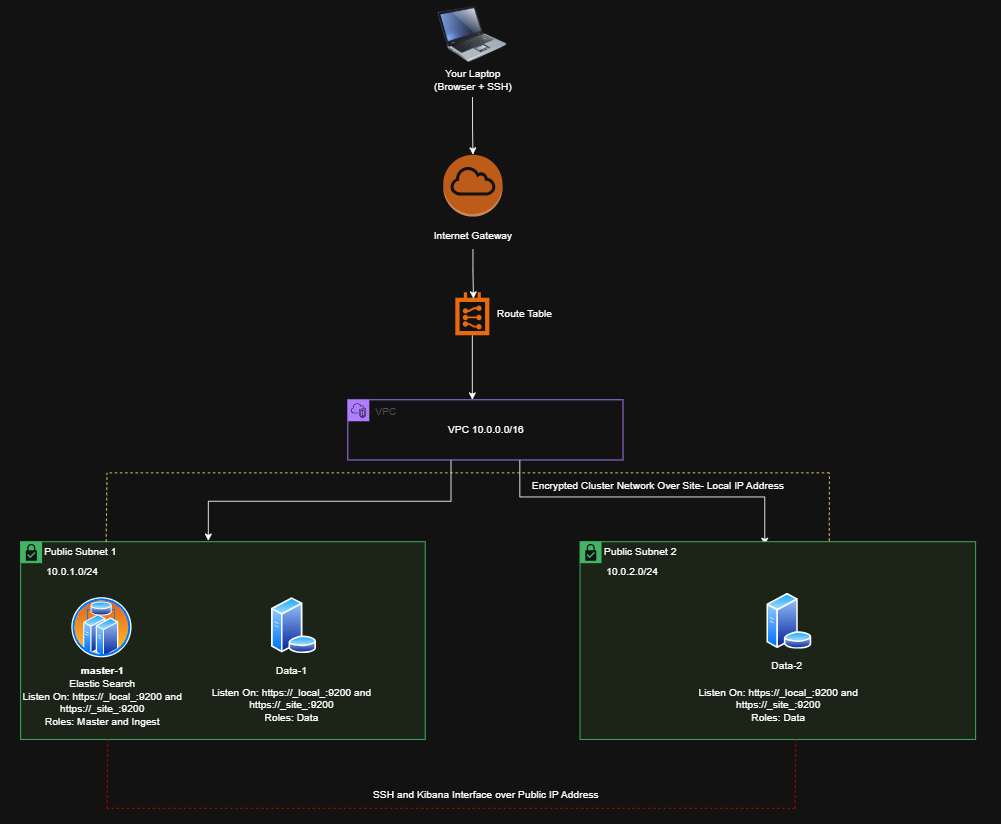 Your Laptop
(Browser + SSH)
Internet Gateway
Route Table
VPC
VPC 10.0.0.0/16
Encrypted Cluster Network Over Site- Local IP Address
Public Subnet 1
10.0.1.0/24
master-1
Elastic Search
Listen On: https://_local_:9200 and
https://_site_:9200
Roles: Master and Ingest
Data-1
Listen On: https://_local_:9200 and
https://_site_:9200
Roles: Data
Public Subnet 2
10.0.2.0/24
Data-2
Listen On: https://_local_:9200 and
https://_site_:9200
Roles: Data
SSH and Kibana Interface over Public IP Address